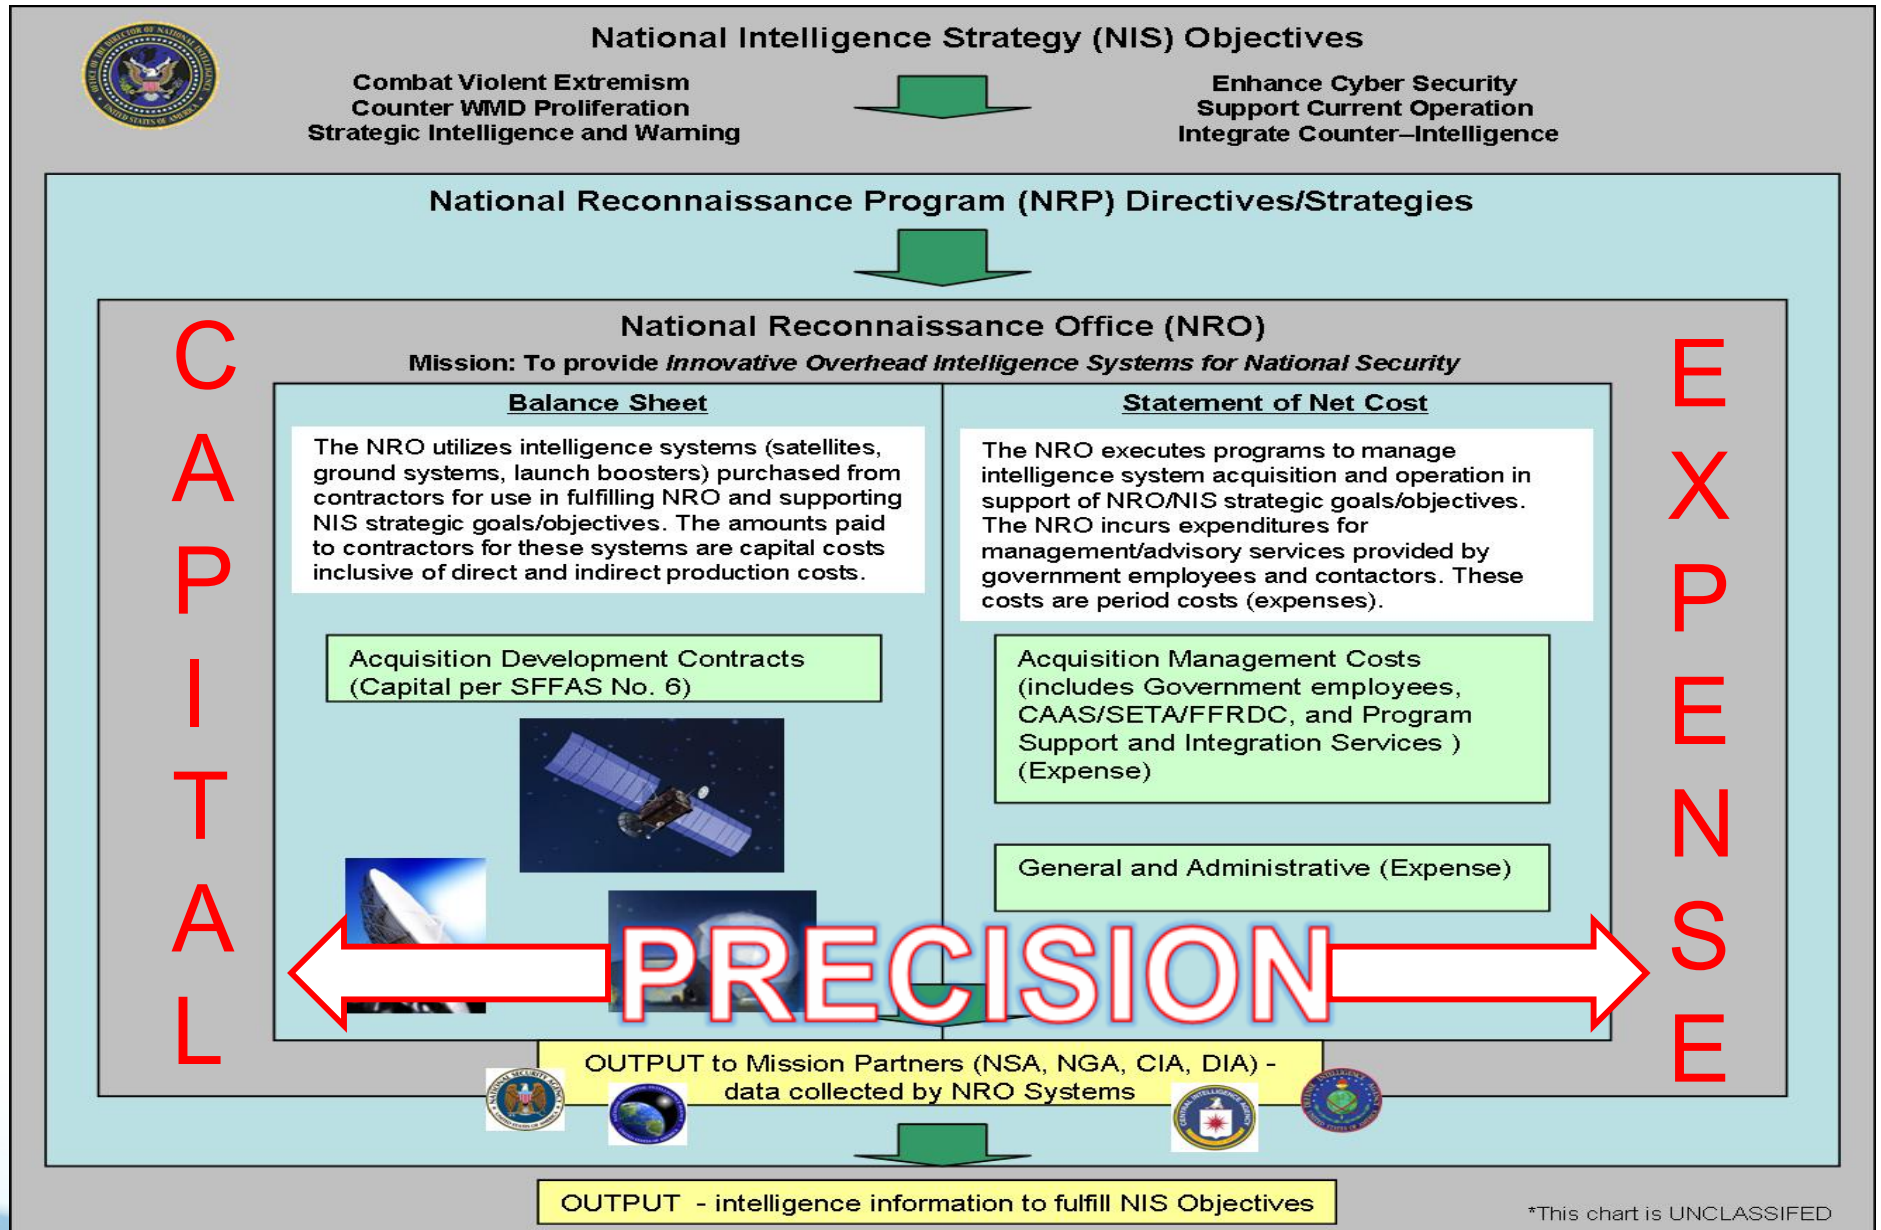 National Intelligence Strategy (NIS) Objectives
Combat Violent Extremism
Counter WMD Proliferation
Strategic Intelligence and Warning
Enhance Cyber Security
Support Current Operation
Integrate Counter–Intelligence
National Reconnaissance Program (NRP) Directives/Strategies
National Reconnaissance Office (NRO)
Mission: To provide Innovative Overhead Intelligence Systems for National Security
CAPITAL
Balance Sheet
The NRO utilizes intelligence systems (satellites,
ground systems, launch boosters) purchased from
contractors for use in fulfilling NRO and supporting
NIS strategic goals/objectives. The amounts paid
to contractors for these systems are capital costs
inclusive of direct and indirect production costs.
Acquisition Development Contracts
(Capital per SFFAS No. 6)
Statement of Net Cost
The NRO executes programs to manage
intelligence system acquisition and operation in
support of NRO/NIS strategic goals/objectives.
The NRO incurs expenditures for
management/advisory services provided by
government employees and contactors. These
costs are period costs (expenses).
Acquisition Management Costs
(includes Government employees,
CAAS/SETA/FFRDC, and Program
Support and Integration Services )
(Expense)
General and Administrative (Expense)
EXPENSE
PRECISION
OUTPUT to Mission Partners (NSA, NGA, CIA, DIA) -
data collected by NRO Systems
OUTPUT - intelligence information to fulfill NIS Objectives
*This chart is UNCLASSIFED